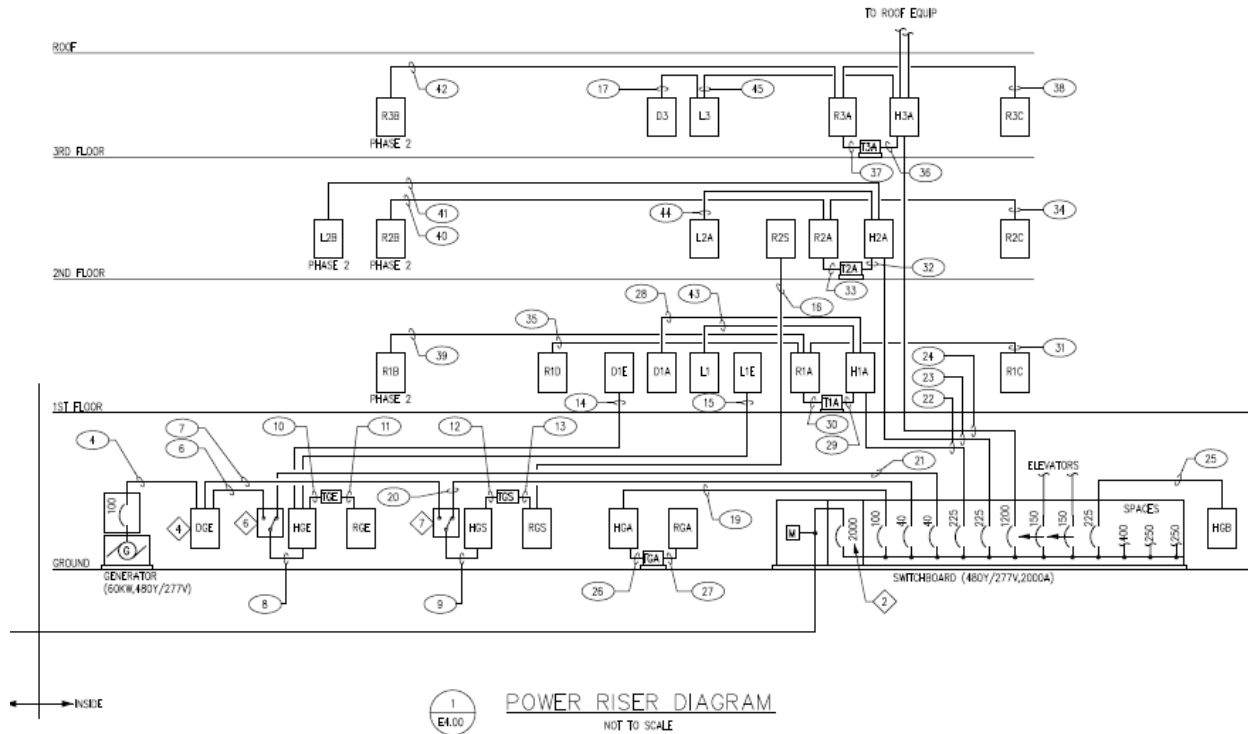 TO ROOF EQUIP
ROOF
42
17
45
38
R3B
D3
L3
R3A
H3A
R3C
PHASE 2
T3A
3RD FLOOR
37
36
41
40
44
34
L2B
R2B
L2A
R2S
R2A
H2A
R2C
PHASE 2
PHASE 2
T2A
32
2ND FLOOR
33
16
28
43
35
39
24
31
23
22
R1B
R1D
D1E
D1A
L1
L1E
R1A
H1A
R1C
PHASE 2
14
15
T1A
1ST FLOOR
30
29
4
7
6
10
11
12
13
21
ELEVATORS
25
20
19
100
TGE
TGS
SPACES
4
DGE
6
HGE
RGE
7
HGS
RGS
HGA
RGA
M
2000
100
40
40
225
225
1200
150
150
225
400
250
250
HGB
G
TGA
GROUND
GENERATOR
(60KW,480Y/277V)
SWITCHBOARD (480Y/277V,2000A)
8
9
26
27
2
INSIDE
1
E4.00
POWER RISER DIAGRAM
NOT TO SCALE